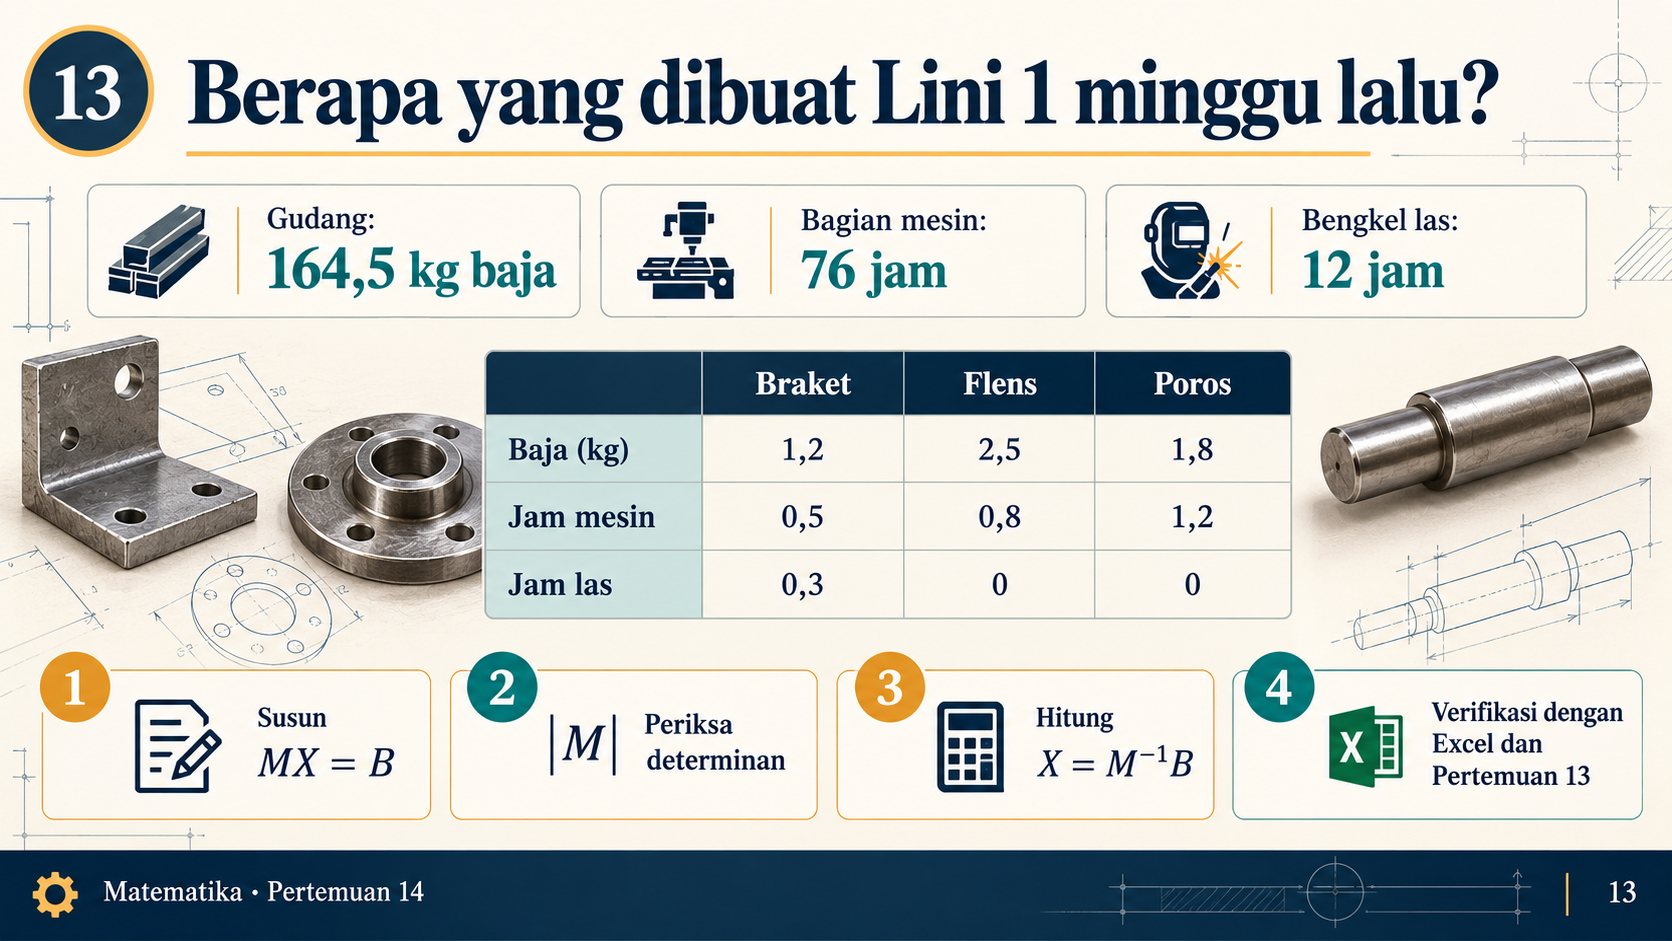 13
Berapa yang dibuat Lini 1 minggu lalu?
Gudang:
164,5 kg baja
Bagian mesin:
76 jam
Bengkel las:
12 jam
Braket Flens Poros
Baja (kg) 1,2 2,5 1,8
Jam mesin 0,5 0,8 1,2
Jam las 0,3 0 0
1
Susun
MX = B
2
|M|
Periksa
determinan
3
Hitung
X = M⁻¹B
4
X
Verifikasi dengan
Excel dan
Pertemuan 13
Matematika • Pertemuan 14
13